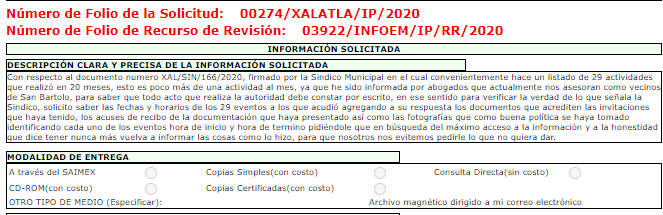 Número de Folio de la Solicitud: 00274/XALATLA/IP/2020
Número de Folio de Recurso de Revisión: 03922/INFOEM/IP/RR/2020
INFORMACIÓN SOLICITADA
DESCRIPCIÓN CLARA Y PRECISA DE LA INFORMACIÓN SOLICITADA
Con respecto al documento numero XAL/SIN/166/2020, firmado por la Sindico Municipal en el cual convenientemente hace un listado de 29 actividades
que realizó en 20 meses, esto es poco más de una actividad al mes, ya que he sido informada por abogados que actualmente nos asesoran como vecinos
de San Bartolo, para saber que todo acto que realiza la autoridad debe constar por escrito, en ese sentido para verificar la verdad de lo que señala la
Sindico, solicito saber las fechas y horarios de los 29 eventos a los que acudió agregando a su respuesta los documentos que acrediten las invitaciones
que haya tenido, los acuses de recibo de la documentación que haya presentado así como las fotografías que como buena política se haya tomado
identificando cada uno de los eventos hora de inicio y hora de termino pidiéndole que en búsqueda del máximo acceso a la información y a la honestidad
que dice tener nunca más vuelva a informar las cosas como lo hizo, para que nosotros nos evitemos pedirle lo que no quiera dar.
MODALIDAD DE ENTREGA
A través del SAIMEX Copias Simples(con costo) Consulta Directa(sin costo)
CD-ROM(con costo) Copias Certificadas(con costo)
OTRO TIPO DE MEDIO (Especificar): Archivo magnético dirigido a mi correo electrónico